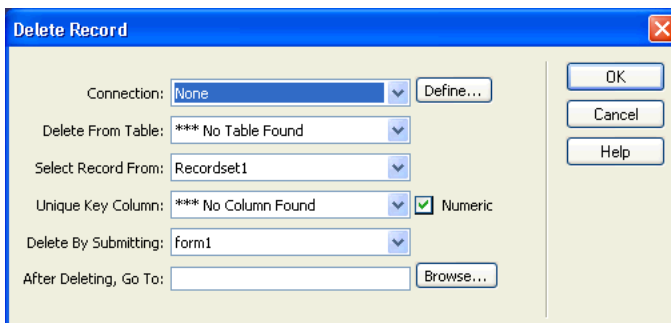 Delete Record
Connection: None Define...
Delete From Table: *** No Table Found
Select Record From: Recordset1
Unique Key Column: *** No Column Found Numeric
Delete By Submitting: form1
After Deleting, Go To: Browse...
OK
Cancel
Help